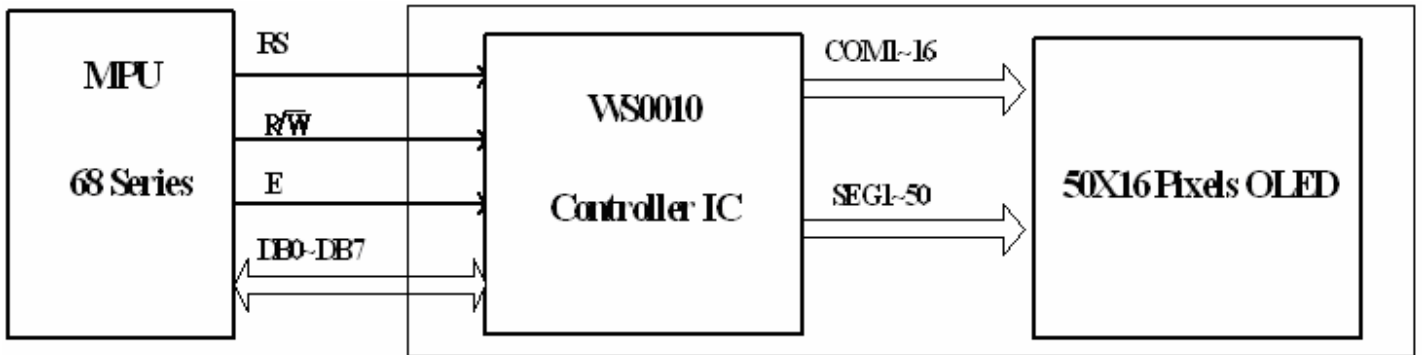 MPU
68 Series
RS
R/W̅
E
DB0~DB7
WS0010
Controller IC
COM1~16
SEG1~50
50X16 Pixels OLED